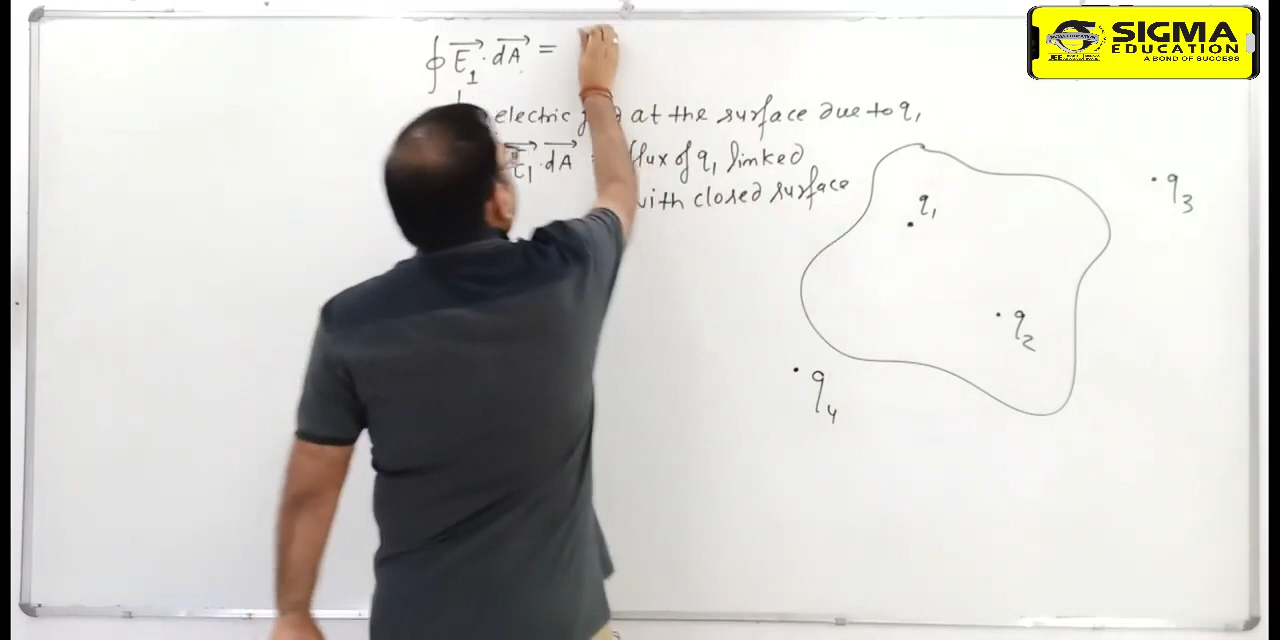 ∮ E₁ · dA =
electric at the surface due to q₁
E₁ · dA = flux of q₁ linked
with closed surface
q₁
q₂
q₃
q₄
SIGMA
EDUCATION
A BOND OF SUCCESS